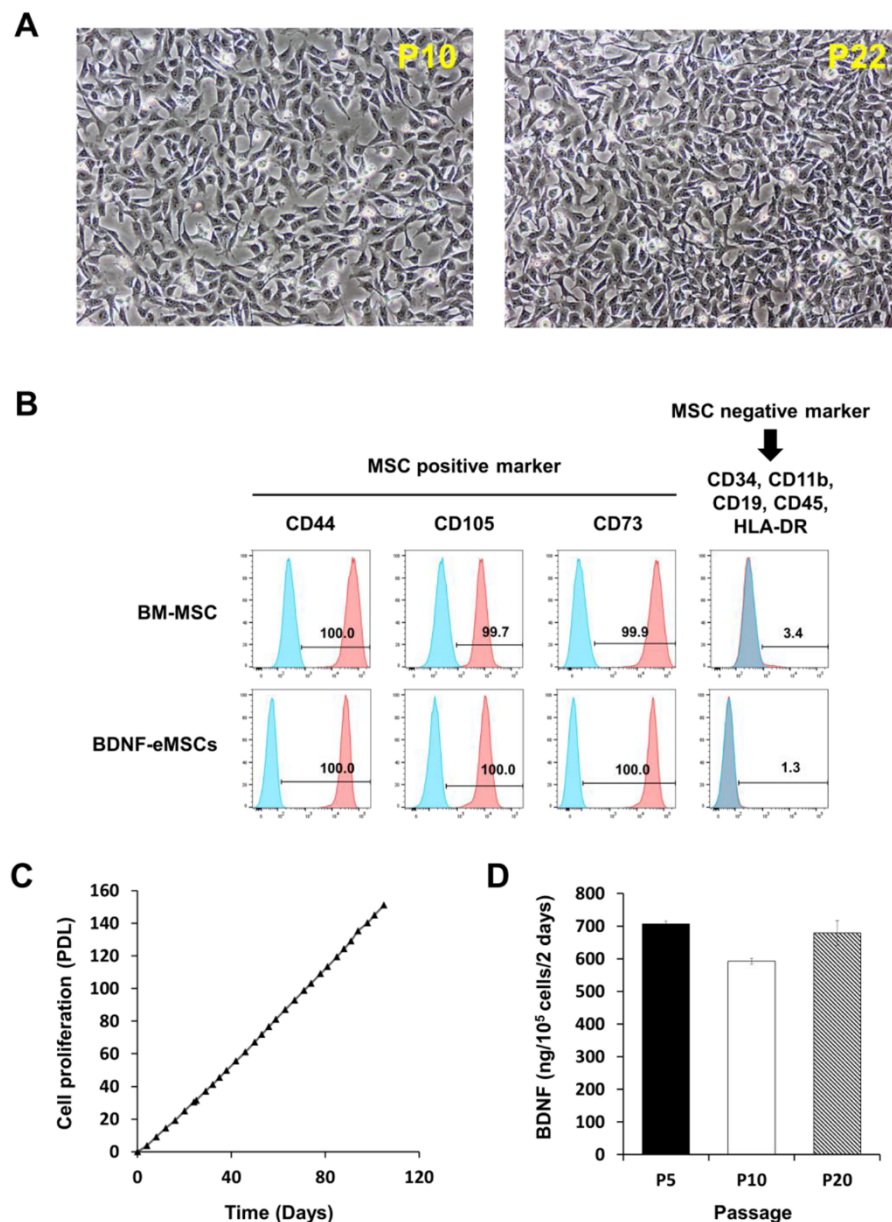 A
P10
P22
B
MSC negative marker
MSC positive marker
CD34, CD11b,
CD19, CD45,
HLA-DR
CD44
CD105
CD73
BM-MSC
100.0
99.7
99.9
3.4
BDNF-eMSCs
100.0
100.0
100.0
1.3
C
Cell proliferation (PDL)
160
140
120
100
80
60
40
20
0
0
40
80
120
Time (Days)
D
BDNF (ng/10⁵ cells/2 days)
800
700
600
500
400
300
200
100
0
P5
P10
P20
Passage